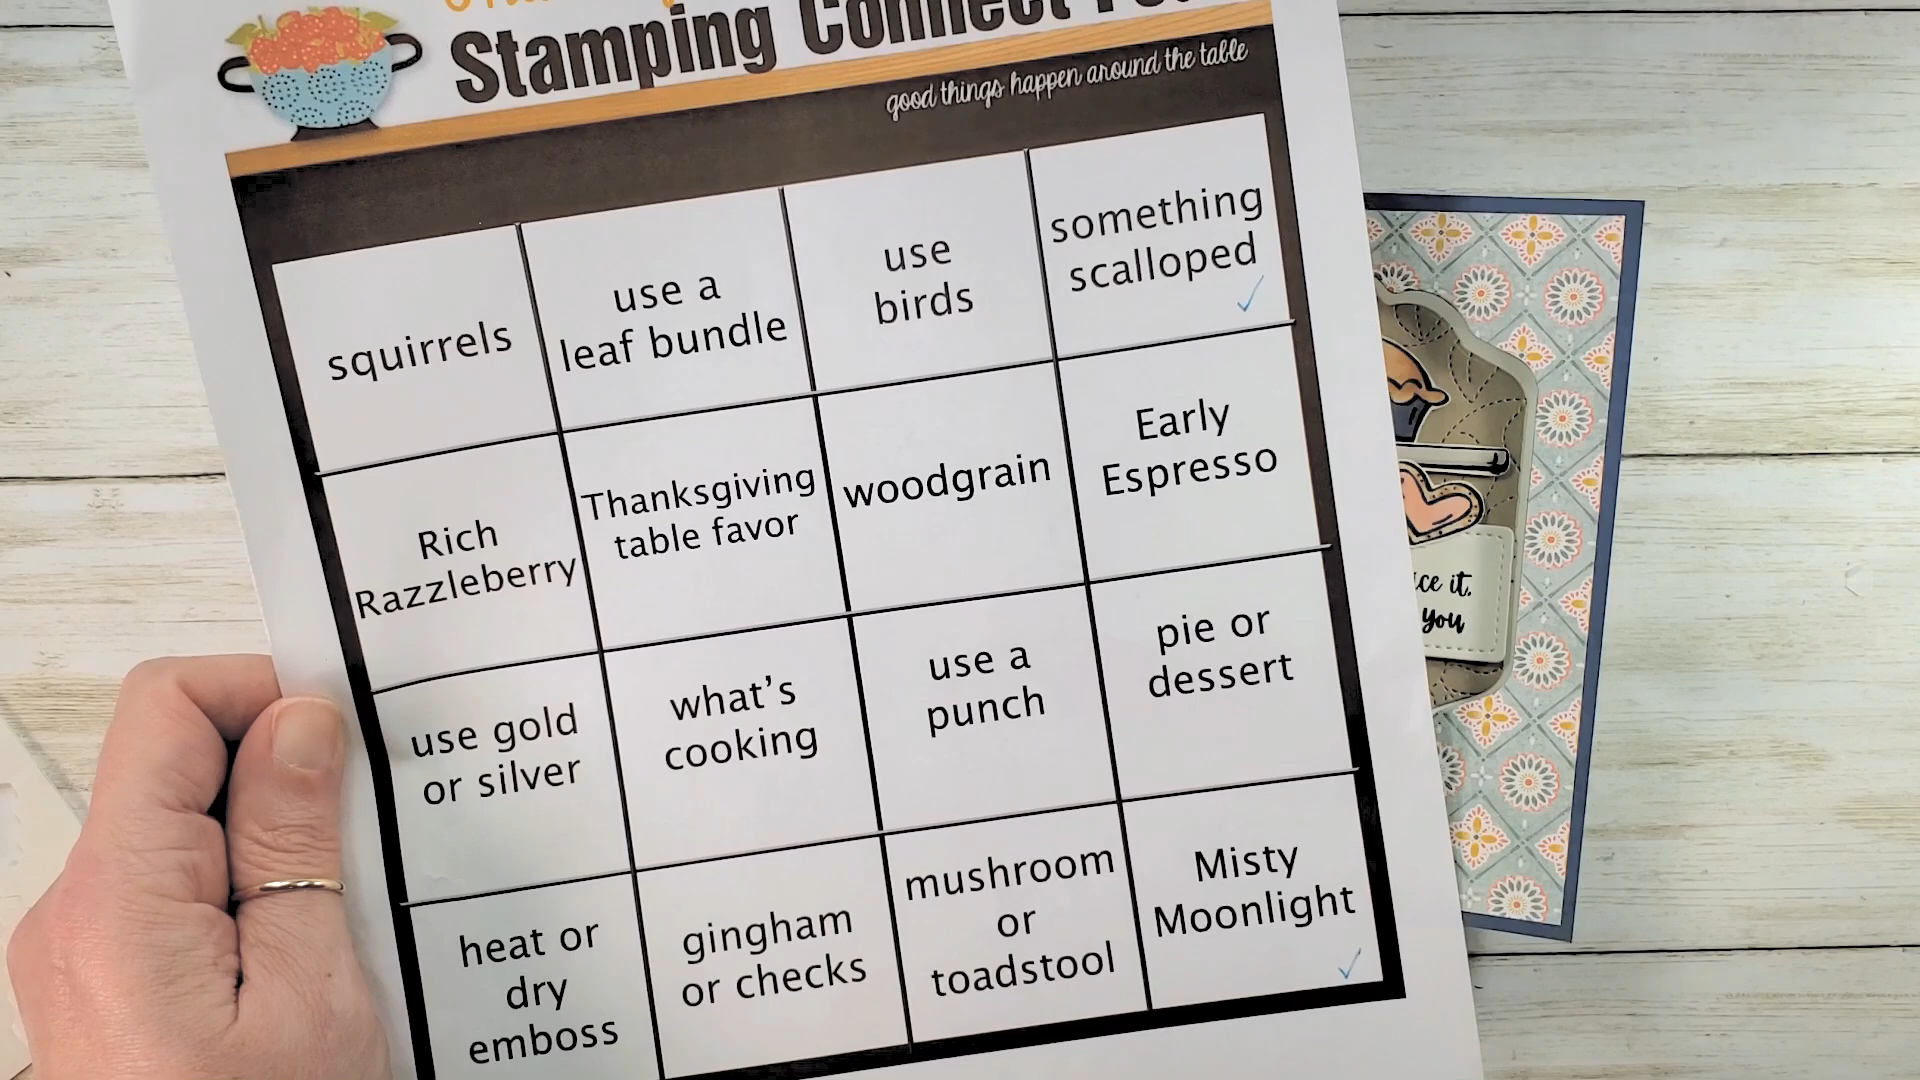 Stamping Connect
good things happen around the table
squirrels
use a
leaf bundle
use
birds
something
scalloped
Rich
Razzleberry
Thanksgiving
table favor
woodgrain
Early
Espresso
use gold
or silver
what's
cooking
use a
punch
pie or
dessert
heat or
dry
emboss
gingham
or checks
mushroom
or
toadstool
Misty
Moonlight
it,
you